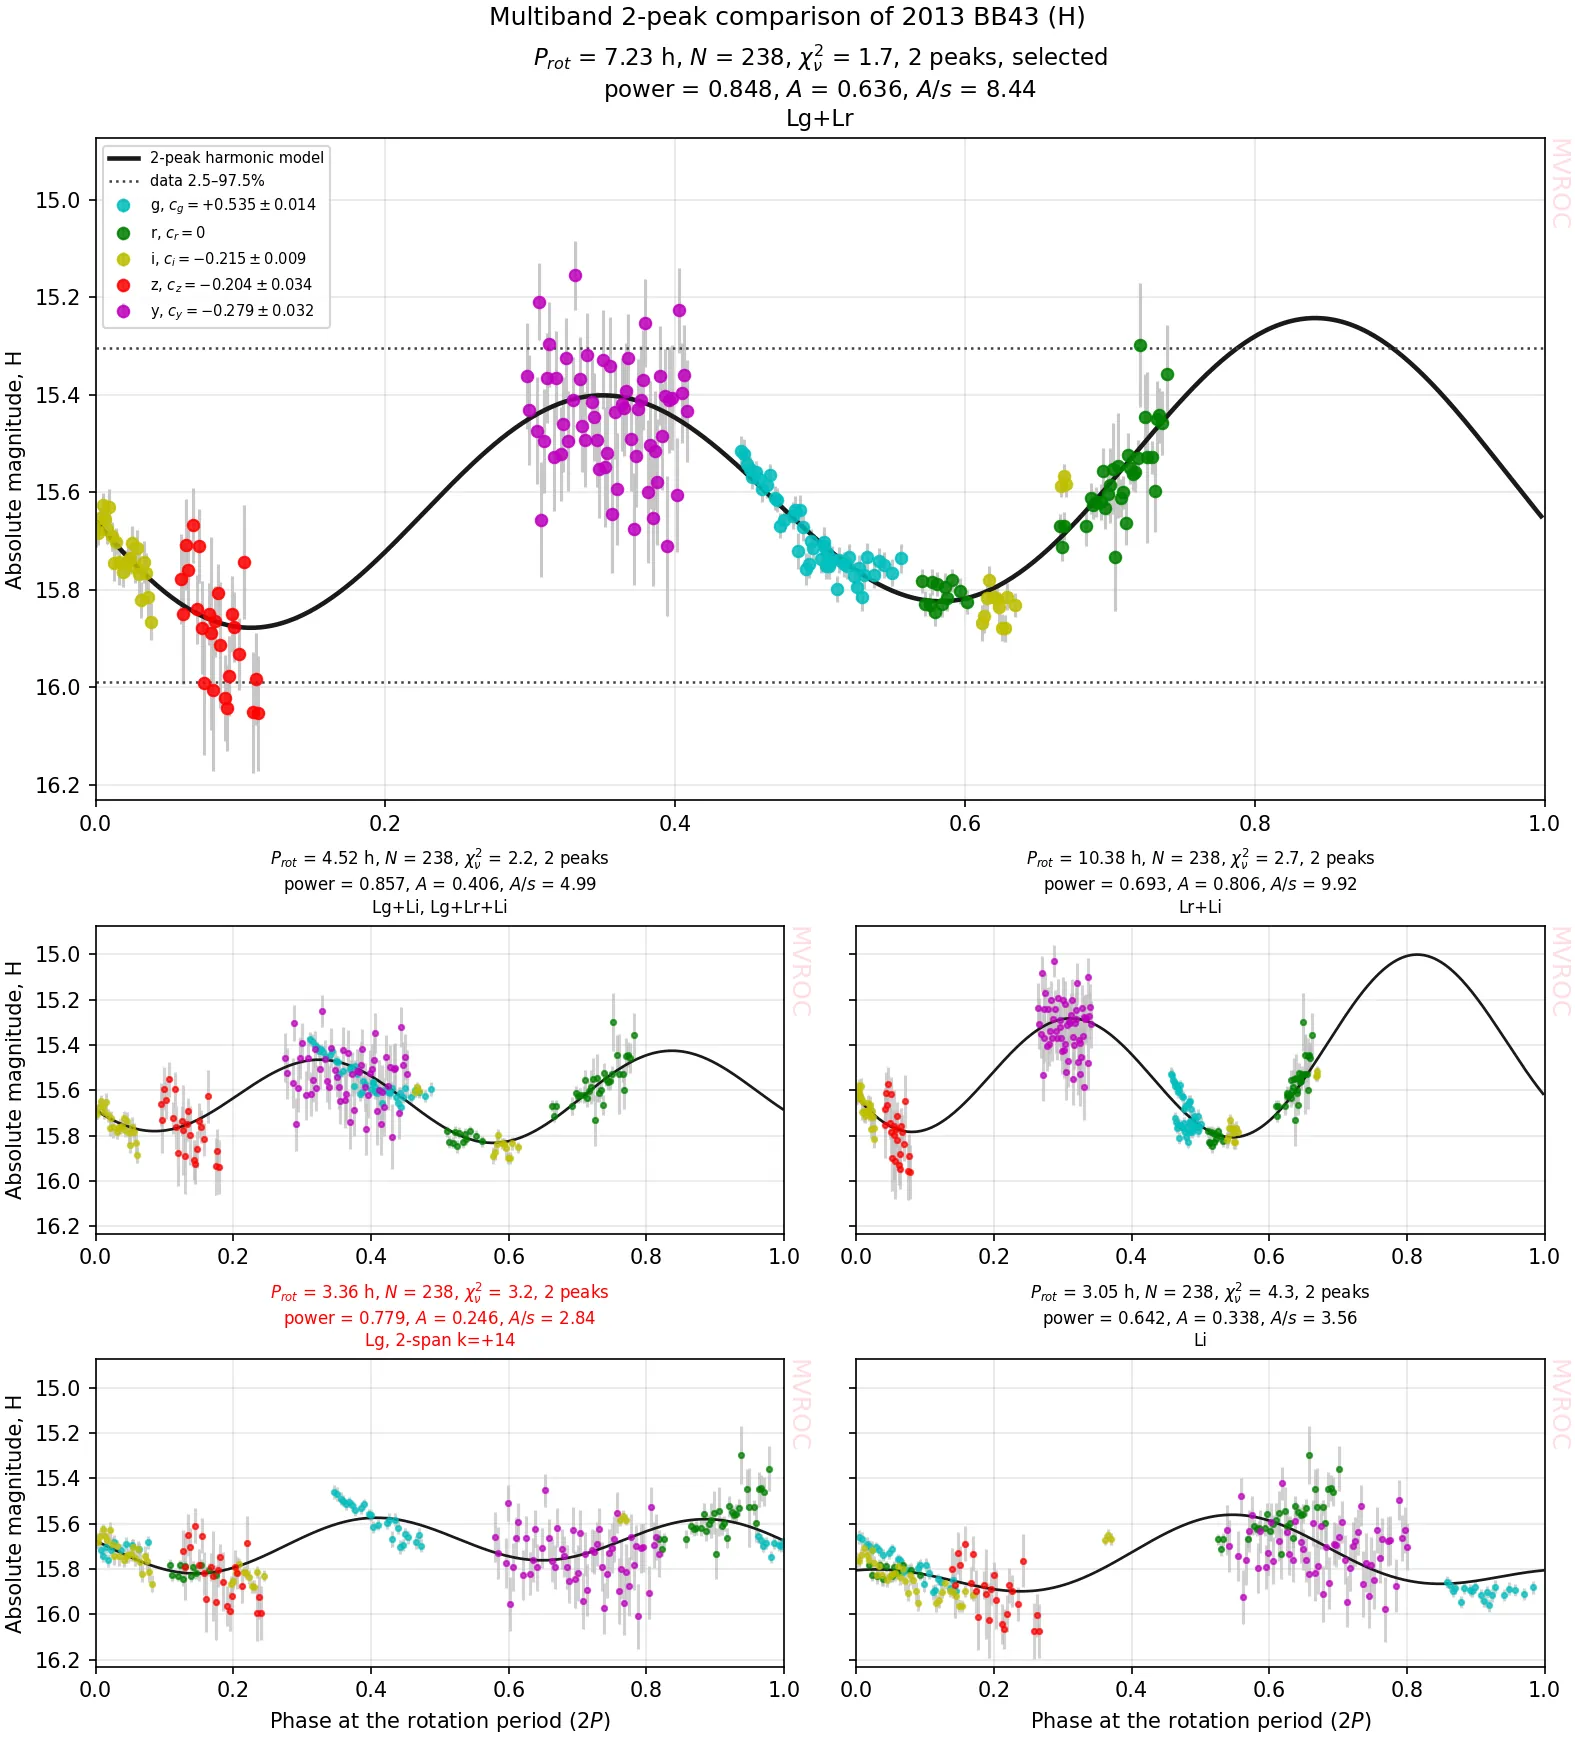 Multiband 2-peak comparison of 2013 BB43 (H)
P_rot = 7.23 h, N = 238, χ²_ν = 1.7, 2 peaks, selected
power = 0.848, A = 0.636, A/s = 8.44
Lg+Lr
2-peak harmonic model
data 2.5–97.5%
g, c_g = +0.535 ± 0.014
r, c_r = 0
i, c_i = −0.215 ± 0.009
z, c_z = −0.204 ± 0.034
y, c_y = −0.279 ± 0.032
Absolute magnitude, H
15.0
15.2
15.4
15.6
15.8
16.0
16.2
0.0 0.2 0.4 0.6 0.8 1.0
MVROC
P_rot = 4.52 h, N = 238, χ²_ν = 2.2, 2 peaks
power = 0.857, A = 0.406, A/s = 4.99
Lg+Li, Lg+Lr+Li
Absolute magnitude, H
15.0
15.2
15.4
15.6
15.8
16.0
16.2
0.0 0.2 0.4 0.6 0.8 1.0
MVROC
P_rot = 10.38 h, N = 238, χ²_ν = 2.7, 2 peaks
power = 0.693, A = 0.806, A/s = 9.92
Lr+Li
0.0 0.2 0.4 0.6 0.8 1.0
MVROC
P_rot = 3.36 h, N = 238, χ²_ν = 3.2, 2 peaks
power = 0.779, A = 0.246, A/s = 2.84
Lg, 2-span k=+14
Absolute magnitude, H
15.0
15.2
15.4
15.6
15.8
16.0
16.2
0.0 0.2 0.4 0.6 0.8 1.0
Phase at the rotation period (2P)
MVROC
P_rot = 3.05 h, N = 238, χ²_ν = 4.3, 2 peaks
power = 0.642, A = 0.338, A/s = 3.56
Li
0.0 0.2 0.4 0.6 0.8 1.0
Phase at the rotation period (2P)
MVROC